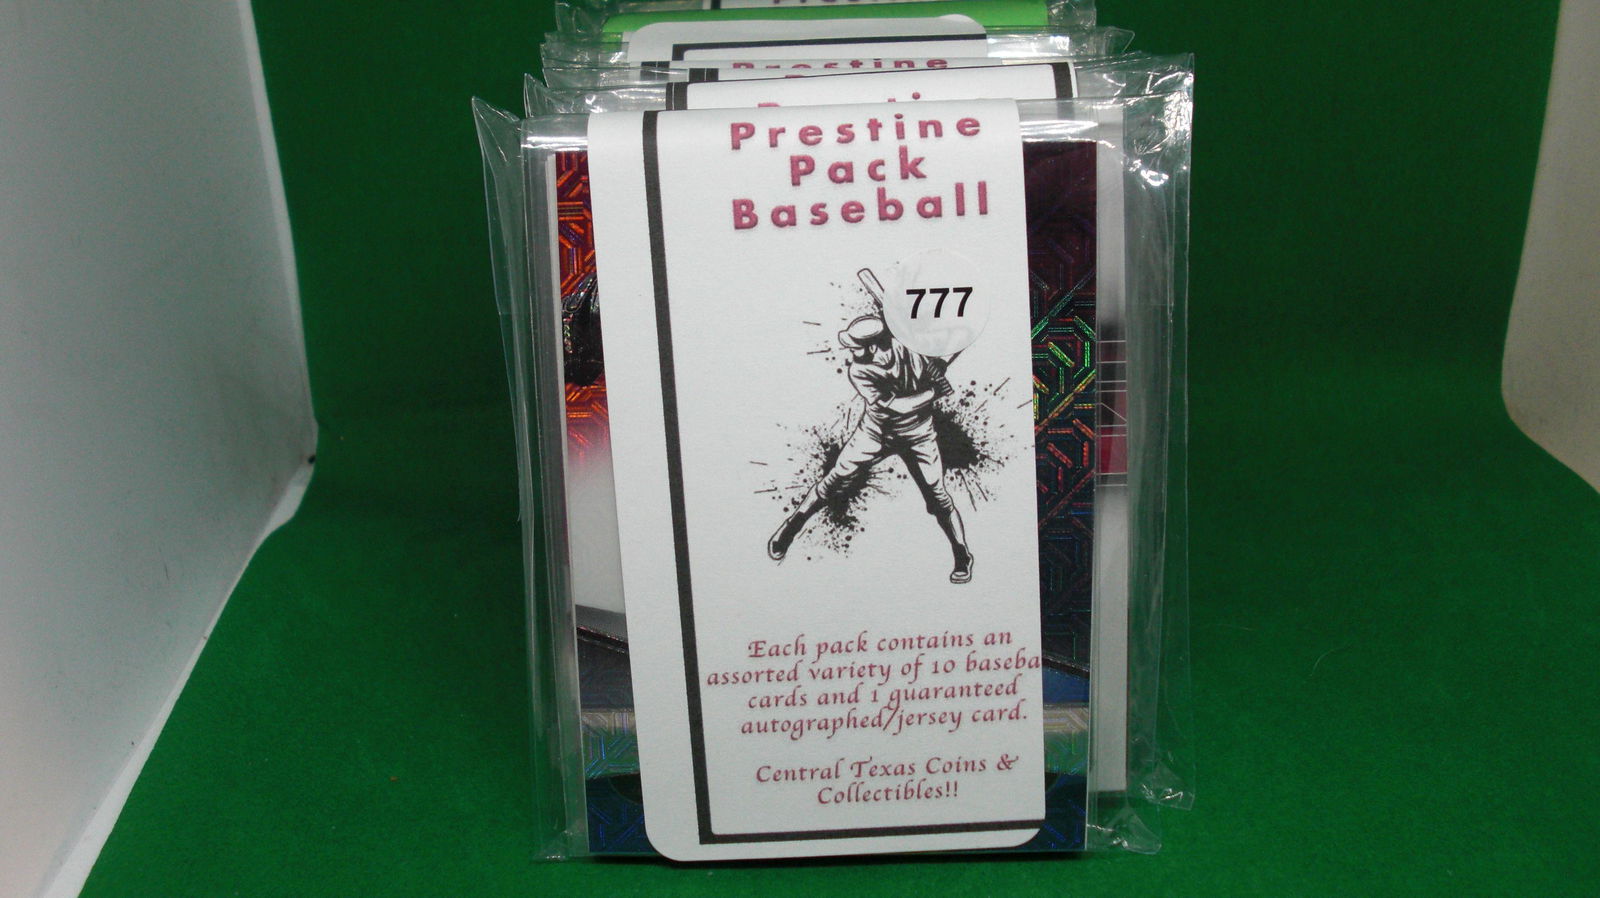 Prestine
Prestine
Pack
Baseball
777
Each pack contains an
assorted variety of 10 baseba
cards and 1 guaranteed
autographed/jersey card.
Central Texas Coins &
Collectibles!!